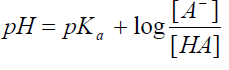 pH = pKₐ + log [A⁻] / [HA]